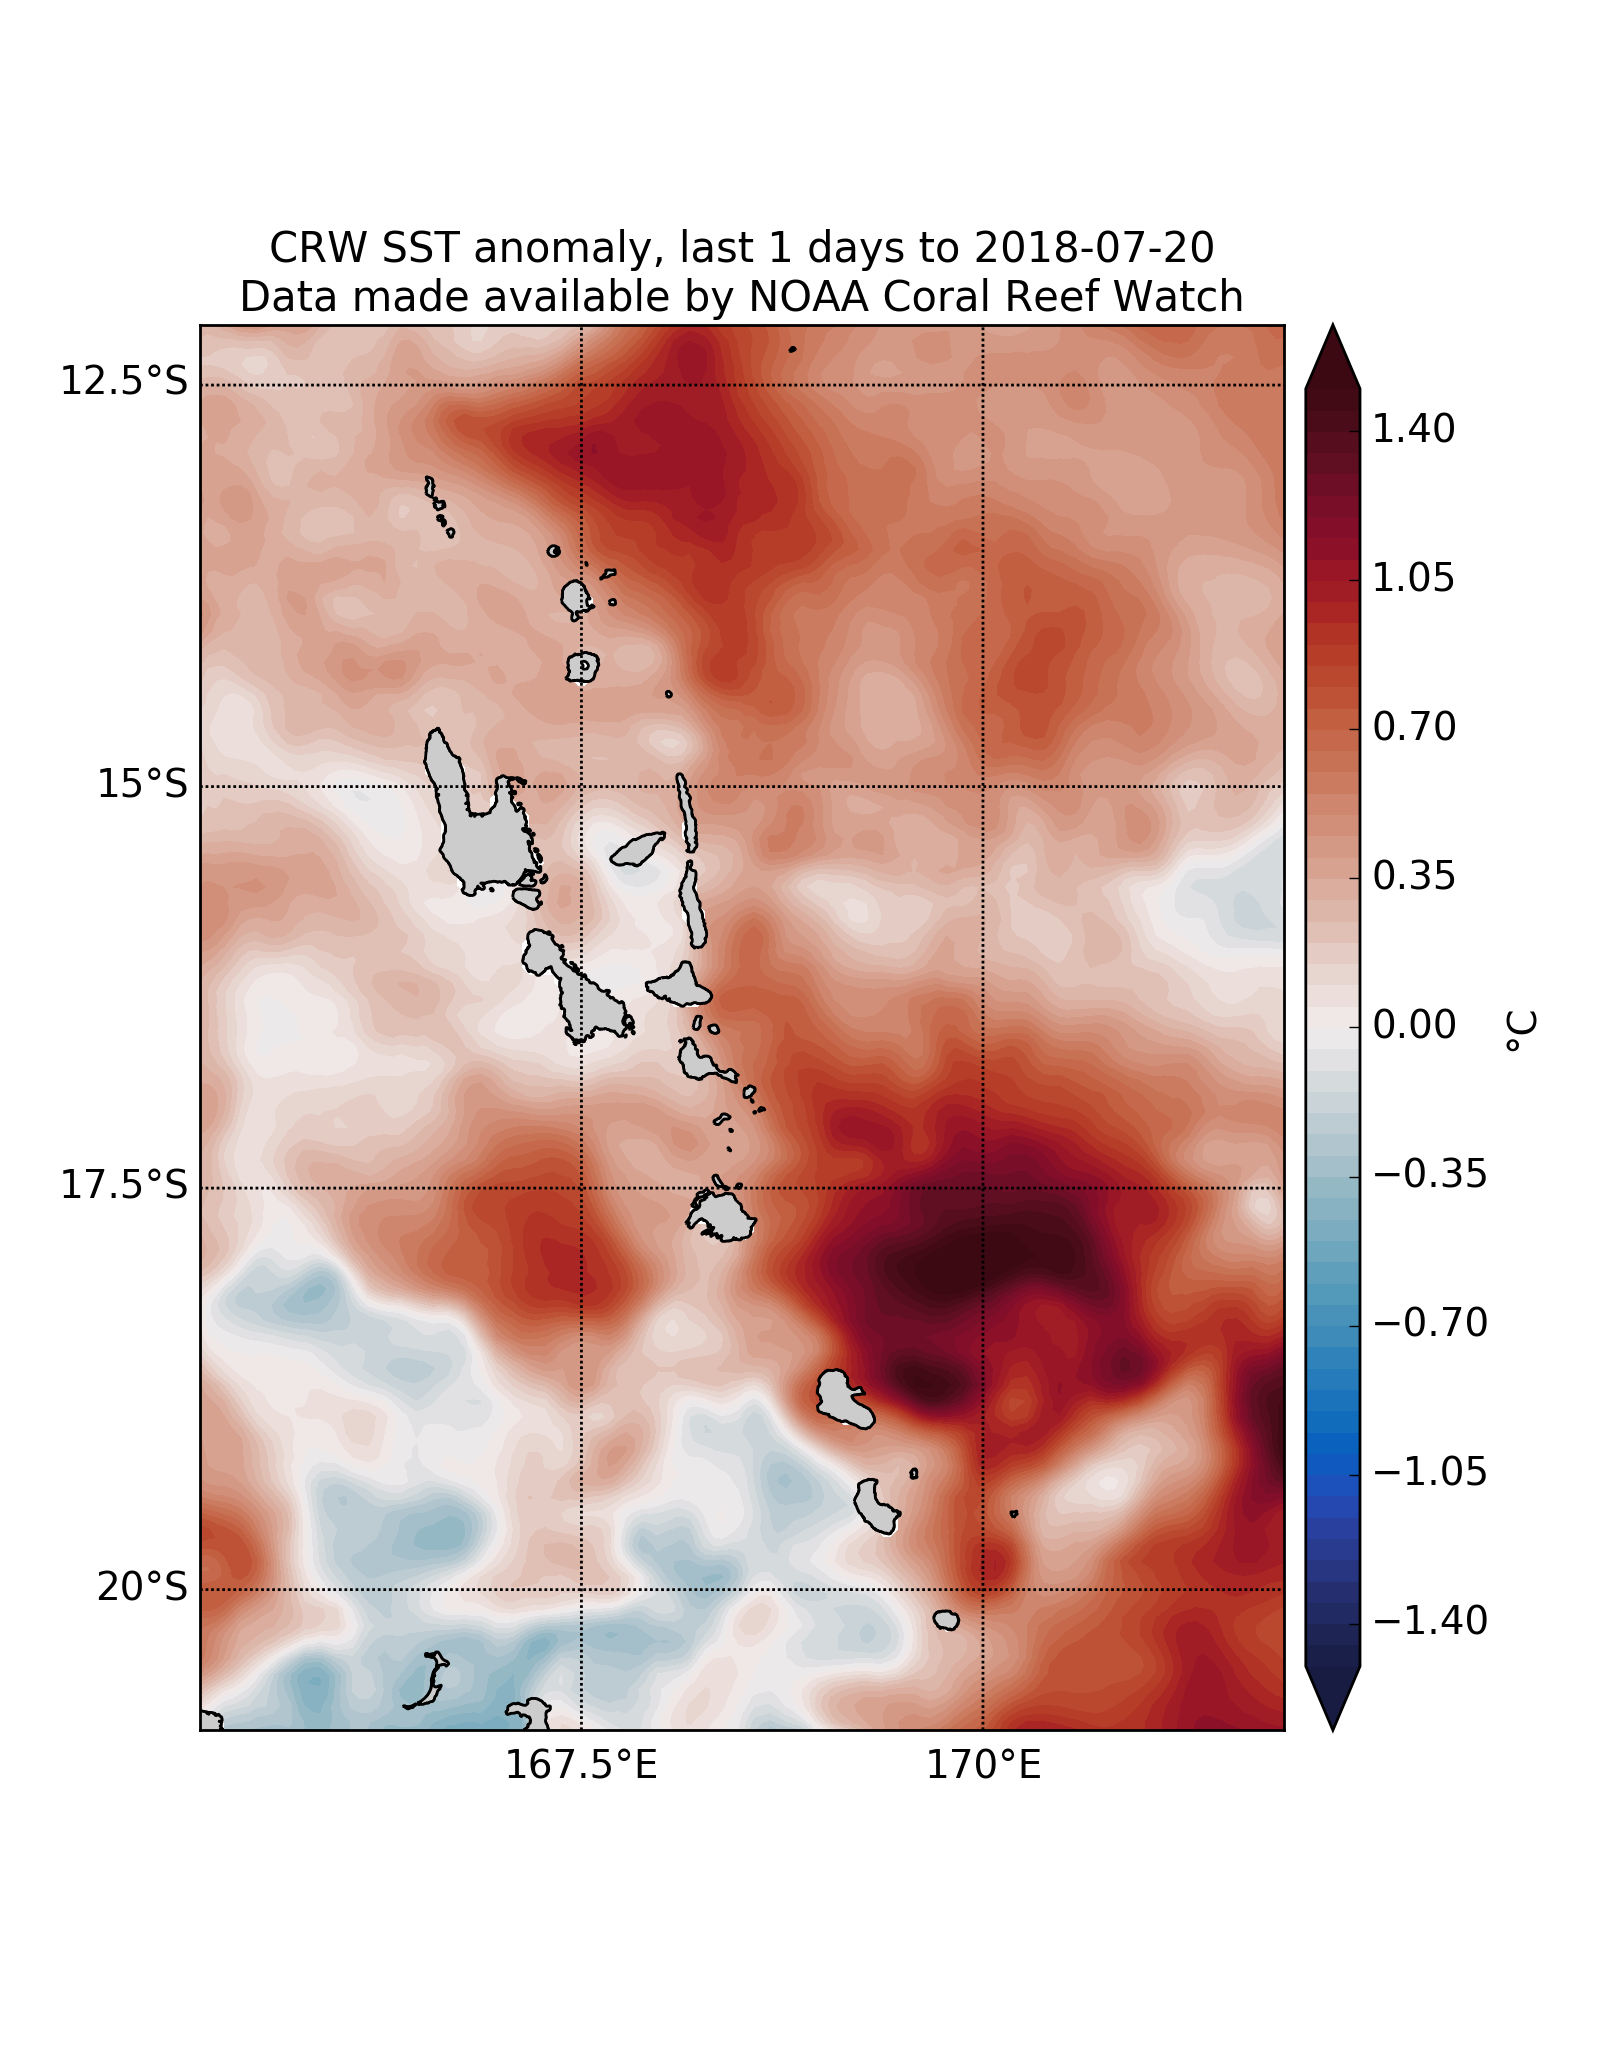 CRW SST anomaly, last 1 days to 2018-07-20
Data made available by NOAA Coral Reef Watch
12.5°S
15°S
17.5°S
20°S
167.5°E
170°E
1.40
1.05
0.70
0.35
0.00
−0.35
−0.70
−1.05
−1.40
°C